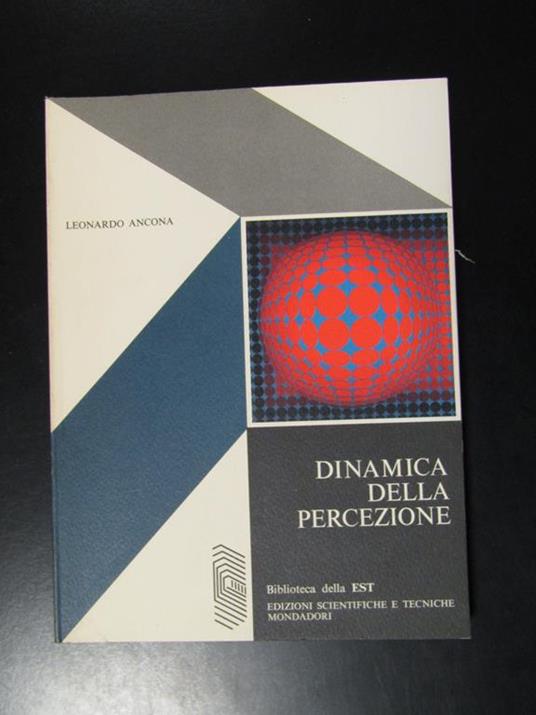 LEONARDO ANCONA
DINAMICA
DELLA
PERCEZIONE
Biblioteca della EST
EDIZIONI SCIENTIFICHE E TECNICHE
MONDADORI